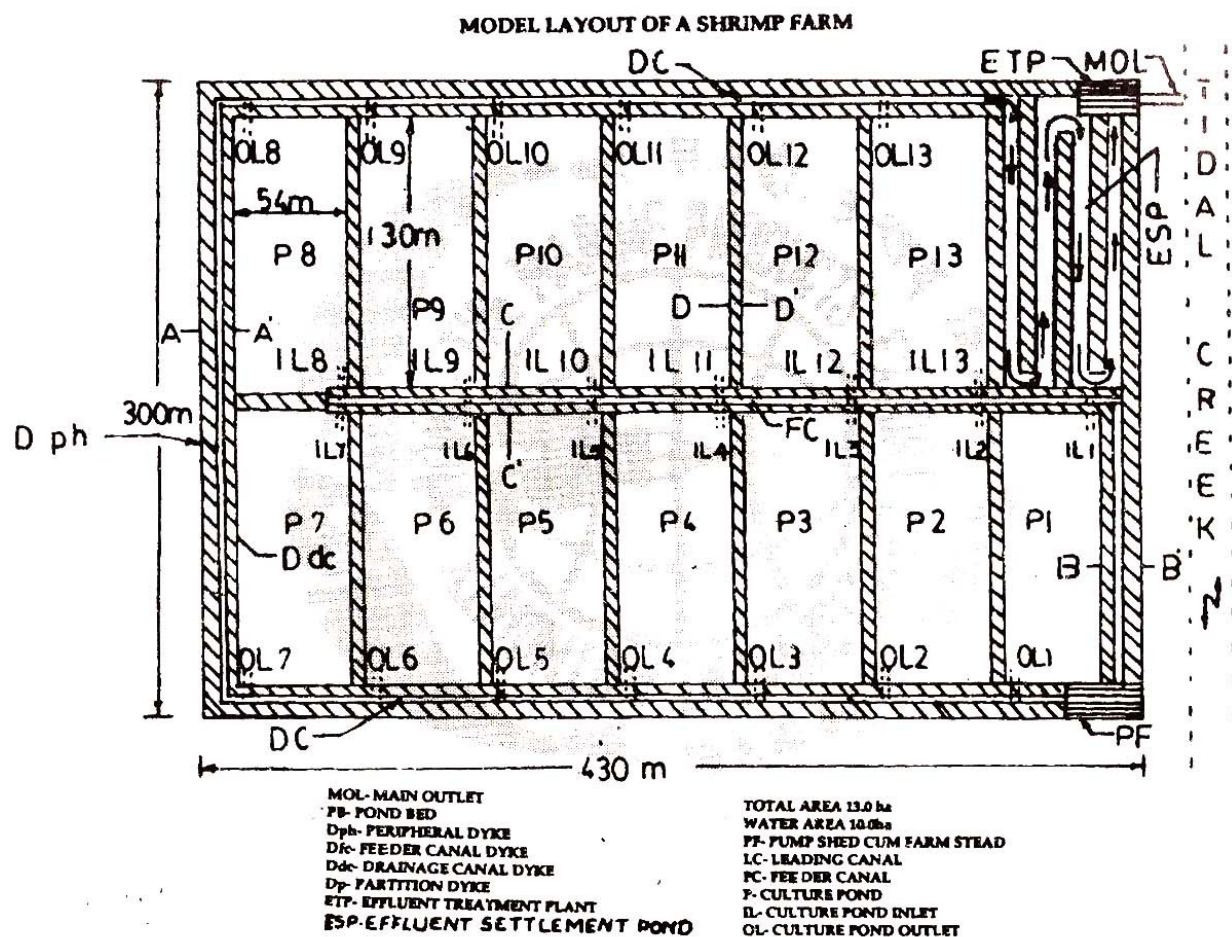 MODEL LAYOUT OF A SHRIMP FARM
DC
ETP
MOL
OL8
OL9
OL10
OL11
OL12
OL13
54m
130m
P8
P9
P10
P11
P12
P13
ESP
TIDAL CREEK
A
A'
C
D
D'
IL8
IL9
IL10
IL11
IL12
IL13
300m
D ph
FC
IL7
IL6
IL5
IL4
IL3
IL2
IL1
C'
P7
P6
P5
P4
P3
P2
P1
D dc
B
B'
OL7
OL6
OL5
OL4
OL3
OL2
OL1
DC
PF
430 m
MOL- MAIN OUTLET
PB- POND BED
Dph- PERIPHERAL DYKE
Dfc- FEEDER CANAL DYKE
Ddc- DRAINAGE CANAL DYKE
Dp- PARTITION DYKE
ETP- EFFLUENT TREATMENT PLANT
ESP-EFFLUENT SETTLEMENT POND
TOTAL AREA 13.0 ha
WATER AREA 10.0ha
PF- PUMP SHED CUM FARM STEAD
LC- LEADING CANAL
FC- FEEDER CANAL
P- CULTURE POND
IL- CULTURE POND INLET
OL- CULTURE POND OUTLET